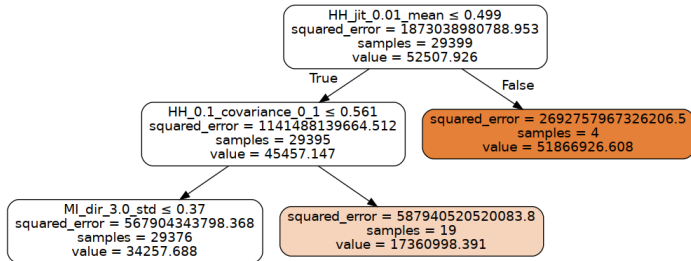 HH_jit_0.01_mean ≤ 0.499
squared_error = 1873038980788.953
samples = 29399
value = 52507.926
True
False
HH_0.1_covariance_0_1 ≤ 0.561
squared_error = 1141488139664.512
samples = 29395
value = 45457.147
squared_error = 2692757967326206.5
samples = 4
value = 51866926.608
MI_dir_3.0_std ≤ 0.37
squared_error = 567904343798.368
samples = 29376
value = 34257.688
squared_error = 587940520520083.8
samples = 19
value = 17360998.391